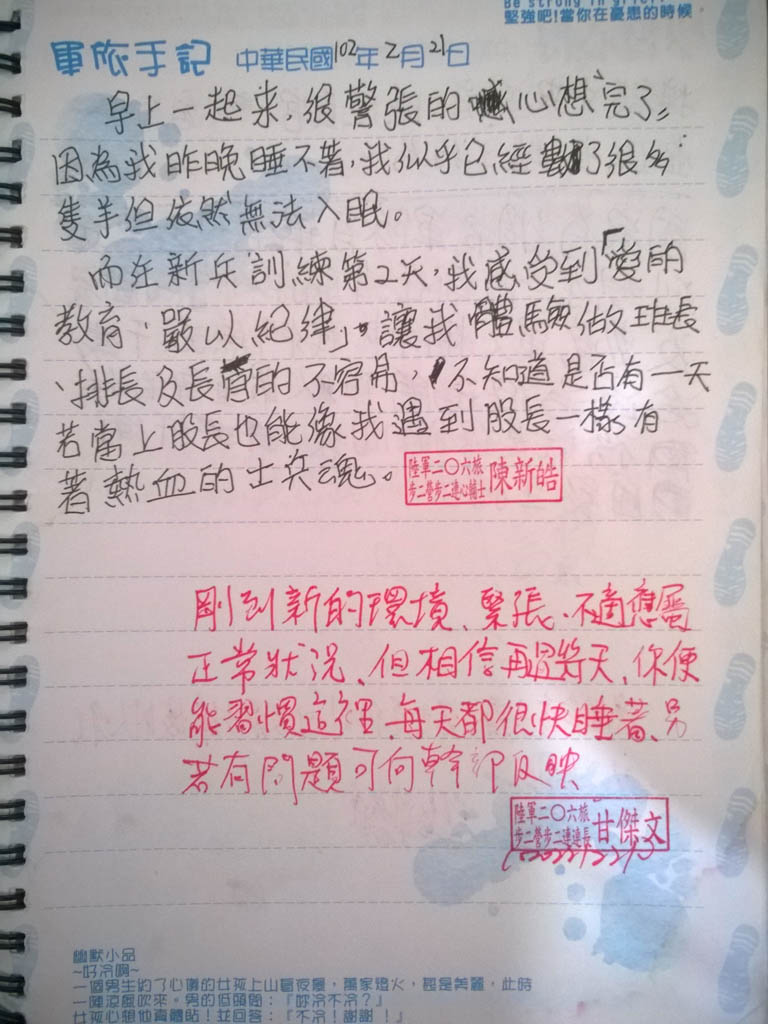 Be strong in grief.
堅強吧!當你在憂患的時候。
軍旅手記 中華民國102年2月21日
早上一起來,很警張的心想"完了"
因為我昨晚睡不著,我似乎已經數了很多
隻羊但依然無法入眠。
而在新兵訓練第2天,我感受到「愛的
教育,嚴以紀律」。讓我體驗做班長
、排長及長官的不容易,不知道是否有一天
若當上股長也能像我遇到股長一樣,有
著熱血的士兵魂。
陸軍二〇六旅
步二營步二連心輔士 陳新皓
剛到新的環境、緊張、不適應屬
正常狀況、但相信再過幾天、你便
能習慣這裡、每天都很快睡著、另
若有問題可向幹部反映
陸軍二〇六旅
步二營步二連連長 甘傑文
幽默小品
~好冷啊~
一個男生約了心儀的女孩上山看夜景,萬家燈火,甚是美麗,此時
一陣涼風吹來。男的低頭問:『妳冷不冷?』
女孩心想他真體貼!並回答:『不冷!謝謝!』